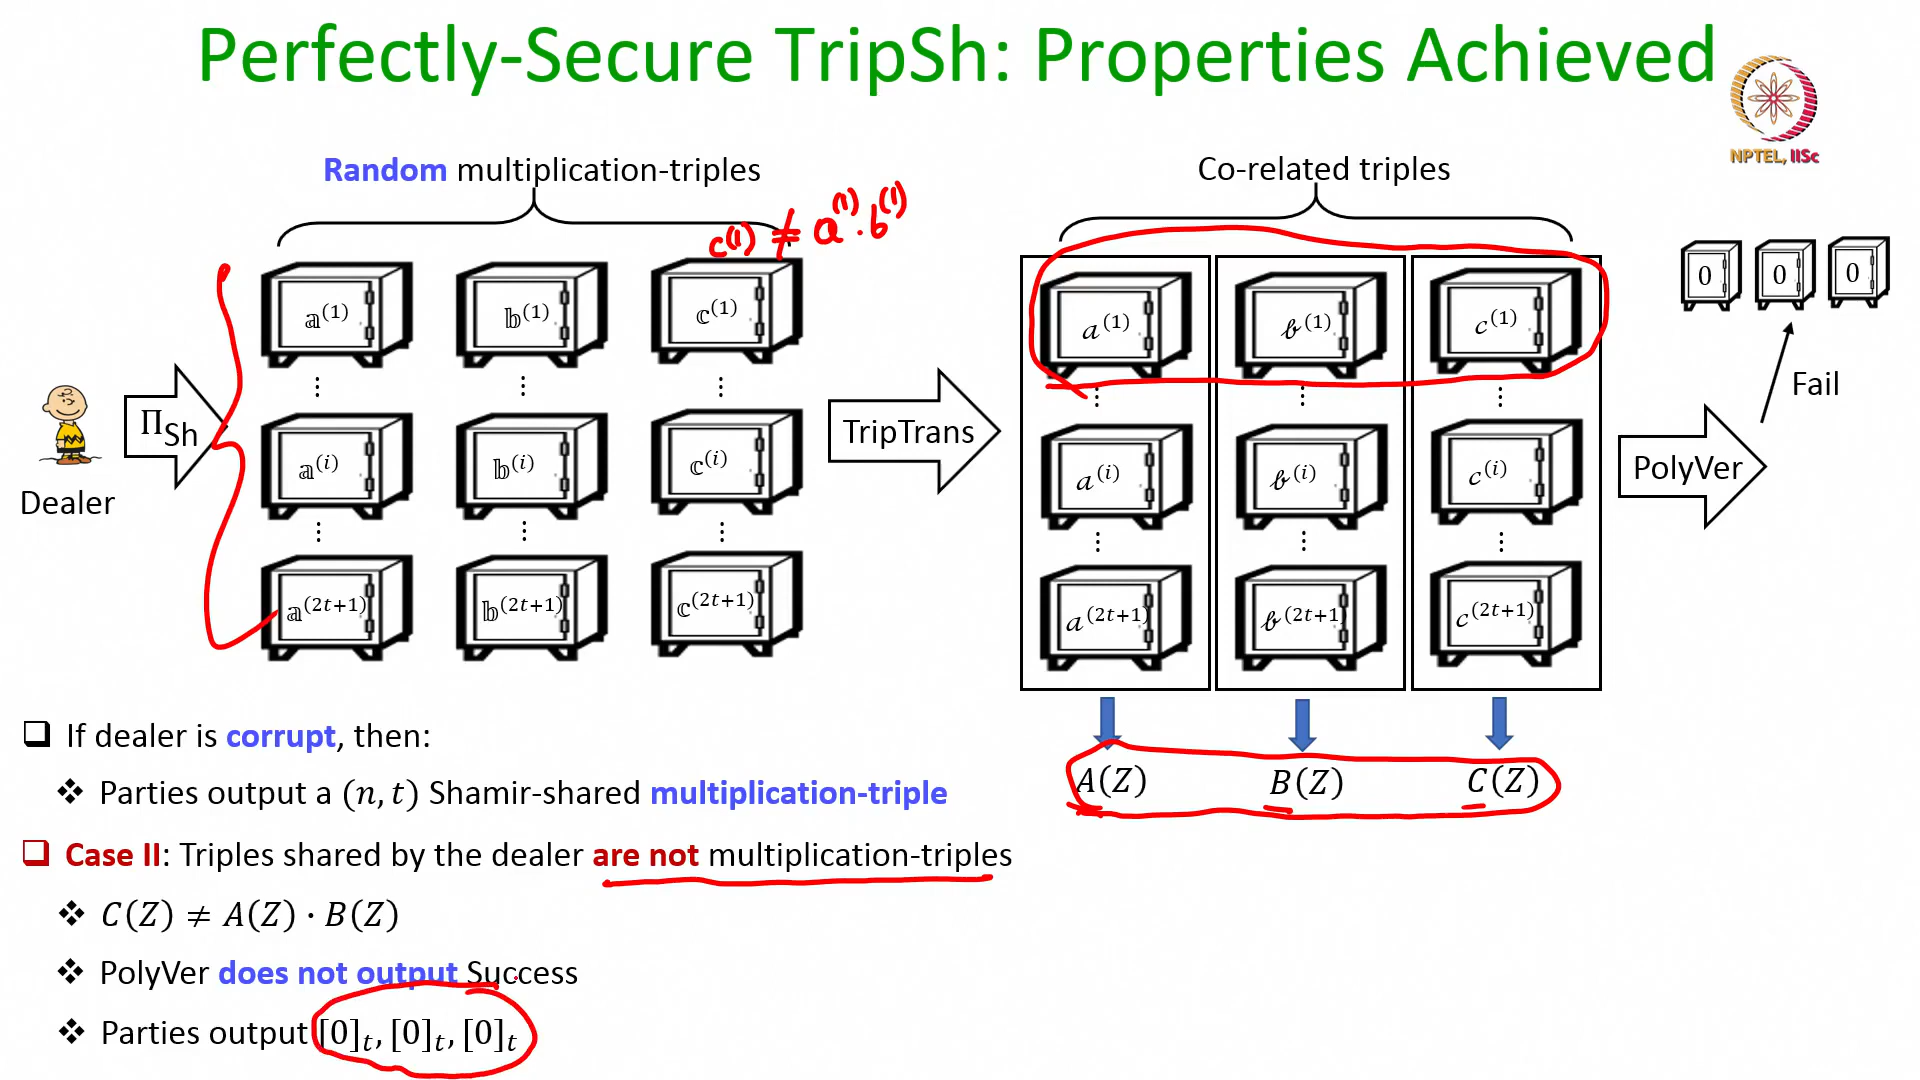 Perfectly-Secure TripSh: Properties Achieved
NPTEL, IISc
Random multiplication-triples
Co-related triples
c⁽¹⁾ ≠ a⁽¹⁾ · b⁽¹⁾
𝕒⁽¹⁾ 𝕓⁽¹⁾ 𝕔⁽¹⁾
𝑎⁽¹⁾ 𝒷⁽¹⁾ 𝑐⁽¹⁾
0 0 0
⋮ ⋮ ⋮
⋮ ⋮ ⋮
Fail
Π_Sh
TripTrans
PolyVer
𝕒⁽ⁱ⁾ 𝕓⁽ⁱ⁾ 𝕔⁽ⁱ⁾
𝑎⁽ⁱ⁾ 𝒷⁽ⁱ⁾ 𝑐⁽ⁱ⁾
Dealer
⋮ ⋮ ⋮
⋮ ⋮ ⋮
𝕒⁽²ᵗ⁺¹⁾ 𝕓⁽²ᵗ⁺¹⁾ 𝕔⁽²ᵗ⁺¹⁾
𝑎⁽²ᵗ⁺¹⁾ 𝒷⁽²ᵗ⁺¹⁾ 𝑐⁽²ᵗ⁺¹⁾
A(Z) B(Z) C(Z)
❑ If dealer is corrupt, then:
❖ Parties output a (n, t) Shamir-shared multiplication-triple
❑ Case II: Triples shared by the dealer are not multiplication-triples
❖ C(Z) ≠ A(Z) · B(Z)
❖ PolyVer does not output Success
❖ Parties output [0]ₜ, [0]ₜ, [0]ₜ